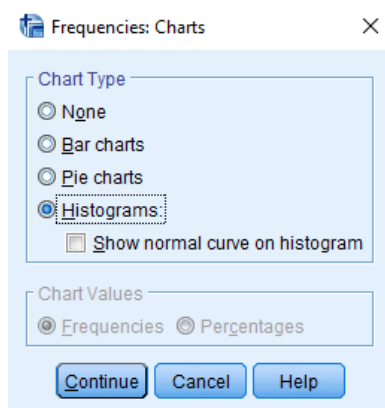 Frequencies: Charts
Chart Type
None
Bar charts
Pie charts
Histograms:
Show normal curve on histogram
Chart Values
Frequencies Percentages
Continue Cancel Help